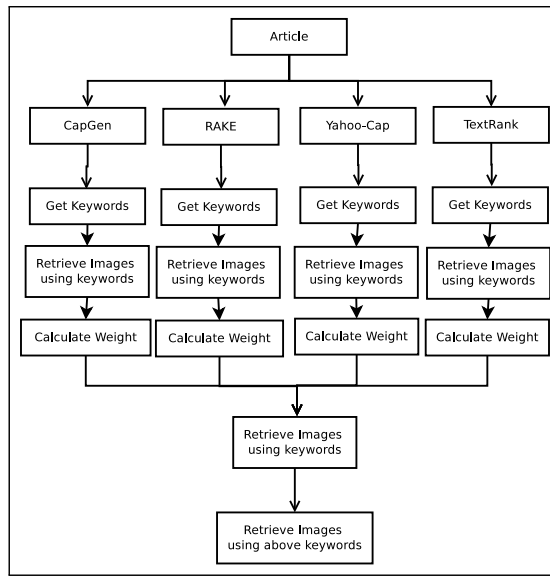 Article
CapGen
RAKE
Yahoo-Cap
TextRank
Get Keywords
Get Keywords
Get Keywords
Get Keywords
Retrieve Images
using keywords
Retrieve Images
using keywords
Retrieve Images
using keywords
Retrieve Images
using keywords
Calculate Weight
Calculate Weight
Calculate Weight
Calculate Weight
Retrieve Images
using keywords
Retrieve Images
using above keywords